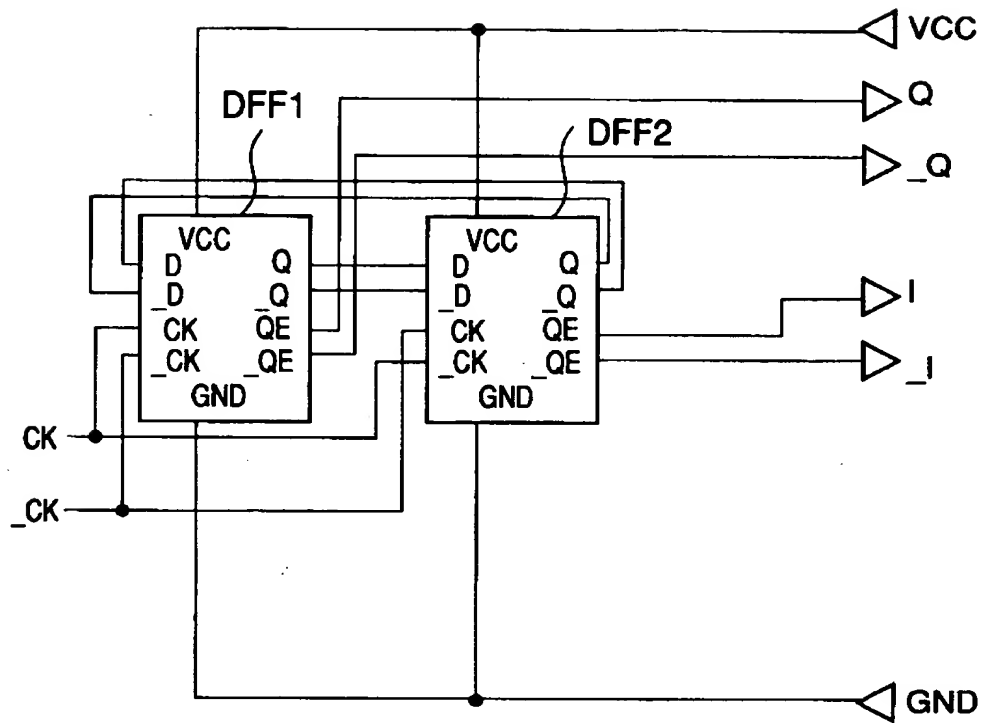 VCC
DFF1
Q
DFF2
_Q
VCC
D
Q
_D
_Q
CK
QE
_CK
_QE
GND
VCC
D
Q
_D
_Q
CK
QE
_CK
_QE
GND
I
_I
CK
_CK
GND